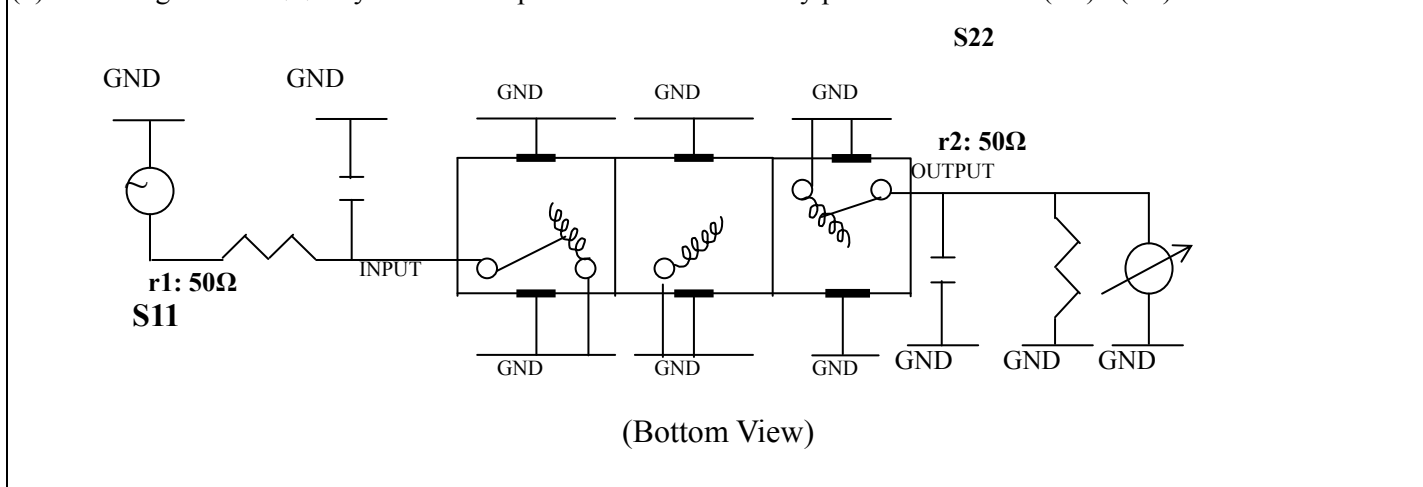 S22
GND GND
GND GND GND
r2: 50Ω
OUTPUT
INPUT
r1: 50Ω
S11
GND GND GND GND GND GND
(Bottom View)